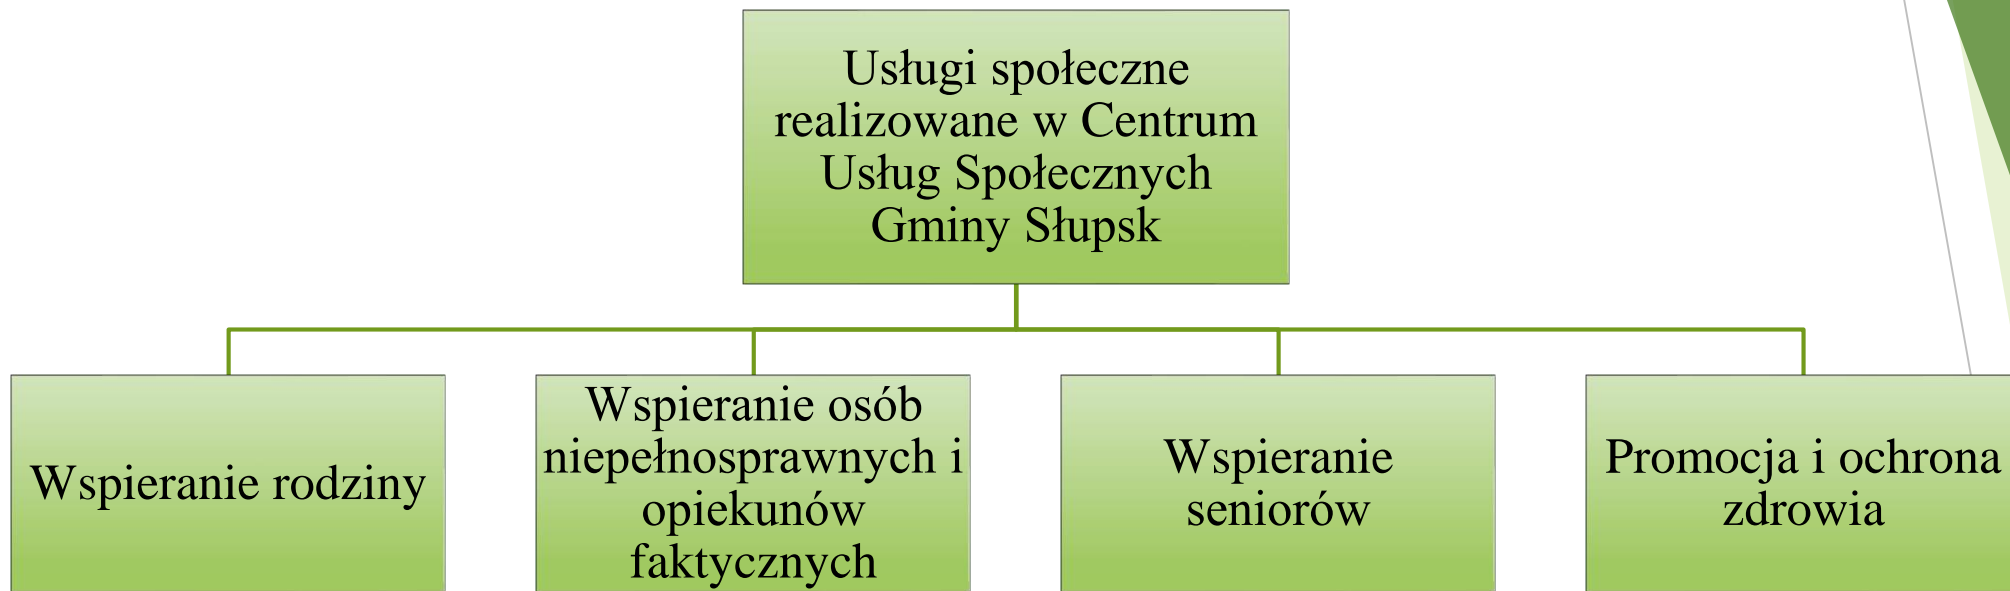 Usługi społeczne
realizowane w Centrum
Usług Społecznych
Gminy Słupsk
Wspieranie rodziny
Wspieranie osób
niepełnosprawnych i
opiekunów
faktycznych
Wspieranie
seniorów
Promocja i ochrona
zdrowia